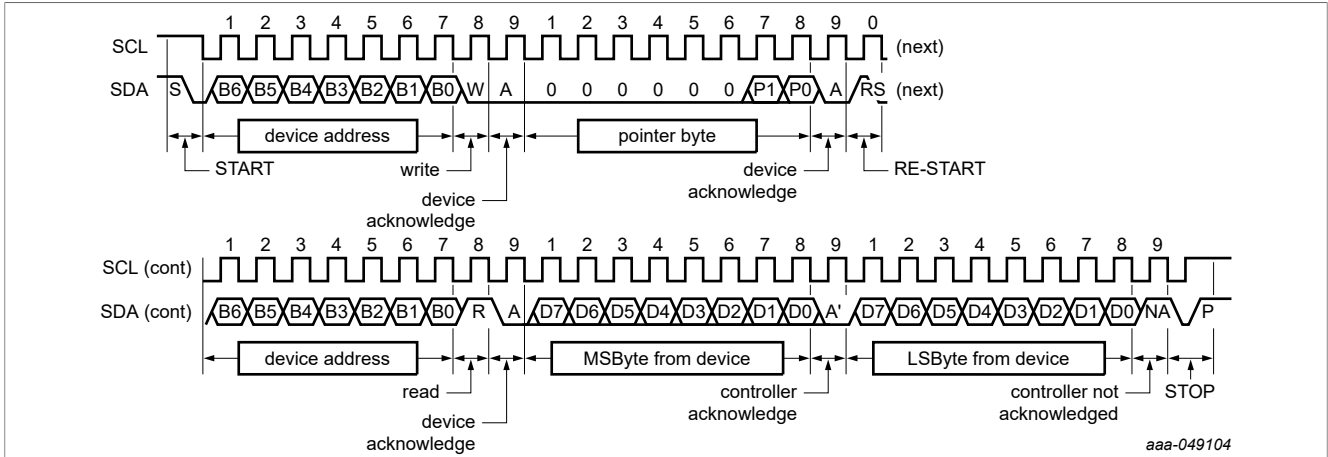 1 2 3 4 5 6 7 8 9 1 2 3 4 5 6 7 8 9 0
SCL (next)
SDA S B6 B5 B4 B3 B2 B1 B0 W A 0 0 0 0 0 0 P1 P0 A RS (next)
device address pointer byte
START write device RE-START
acknowledge
device
acknowledge
1 2 3 4 5 6 7 8 9 1 2 3 4 5 6 7 8 9 1 2 3 4 5 6 7 8 9
SCL (cont)
SDA (cont) B6 B5 B4 B3 B2 B1 B0 R A D7 D6 D5 D4 D3 D2 D1 D0 A' D7 D6 D5 D4 D3 D2 D1 D0 NA P
device address MSByte from device LSByte from device
read controller controller not STOP
acknowledge acknowledged
device
acknowledge
aaa-049104